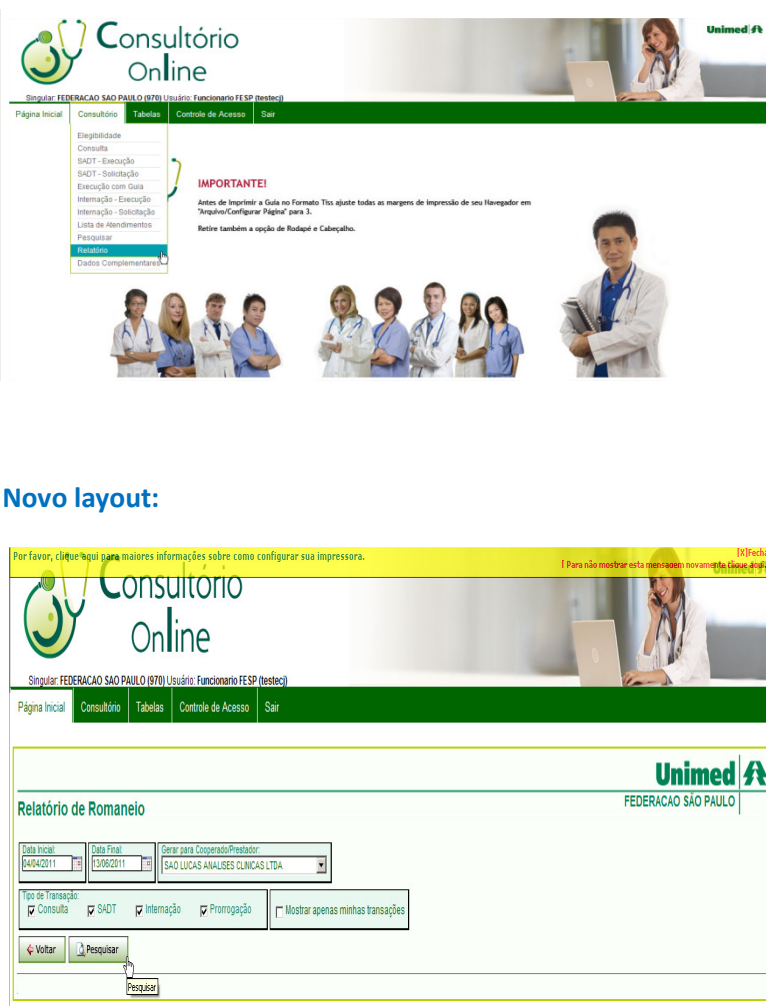 Consultório
Online
Unimed
Singular: FEDERACAO SAO PAULO (970) Usuário: Funcionario FESP (testecj)
Página Inicial Consultório Tabelas Controle de Acesso Sair
Elegibilidade
Consulta
SADT - Execução
SADT - Solicitação
Execução com Guia
Internação - Execução
Internação - Solicitação
Lista de Atendimentos
Pesquisar
Relatório
Dados Complementares
IMPORTANTE!
Antes de Imprimir a Guia no Formato Tiss ajuste todas as margens de impressão de seu Navegador em
"Arquivo/Configurar Página" para 3.
Retire também a opção de Rodapé e Cabeçalho.
Novo layout:
Por favor, clique aqui para maiores informações sobre como configurar sua impressora.
[X]Fecha
[ Para não mostrar esta mensagem novamente clique aqui.
Consultório
Online
Singular: FEDERACAO SAO PAULO (970) Usuário: Funcionario FESP (testecj)
Página Inicial Consultório Tabelas Controle de Acesso Sair
Unimed
FEDERACAO SÃO PAULO
Relatório de Romaneio
Data Inicial: Data Final: Gerar para Cooperado/Prestador:
04/04/2011 13/06/2011 SAO LUCAS ANALISES CLINICAS LTDA
Tipo de Transação:
Consulta SADT Internação Prorrogação Mostrar apenas minhas transações
Voltar Pesquisar
Pesquisar